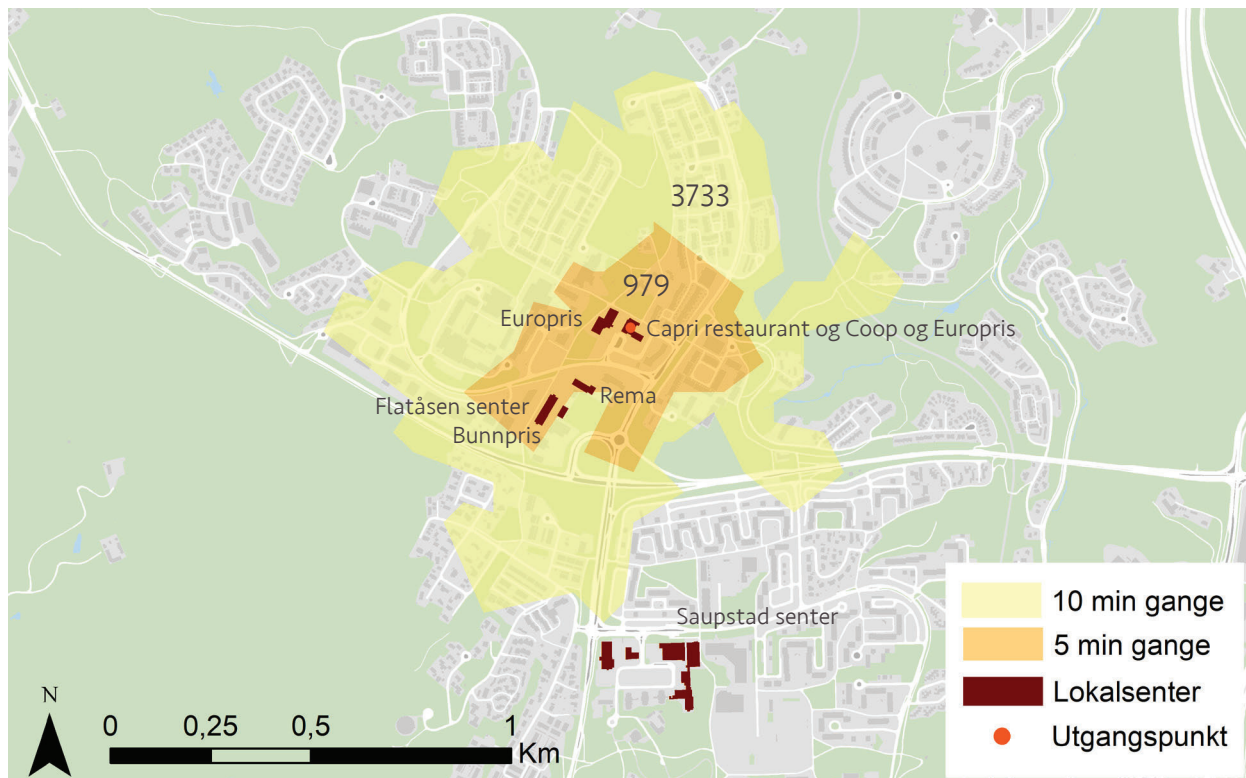 3733
979
Europris
Capri restaurant og Coop og Europris
Rema
Flatåsen senter
Bunnpris
Saupstad senter
10 min gange
5 min gange
Lokalsenter
Utgangspunkt
N
0 0,25 0,5 1
Km